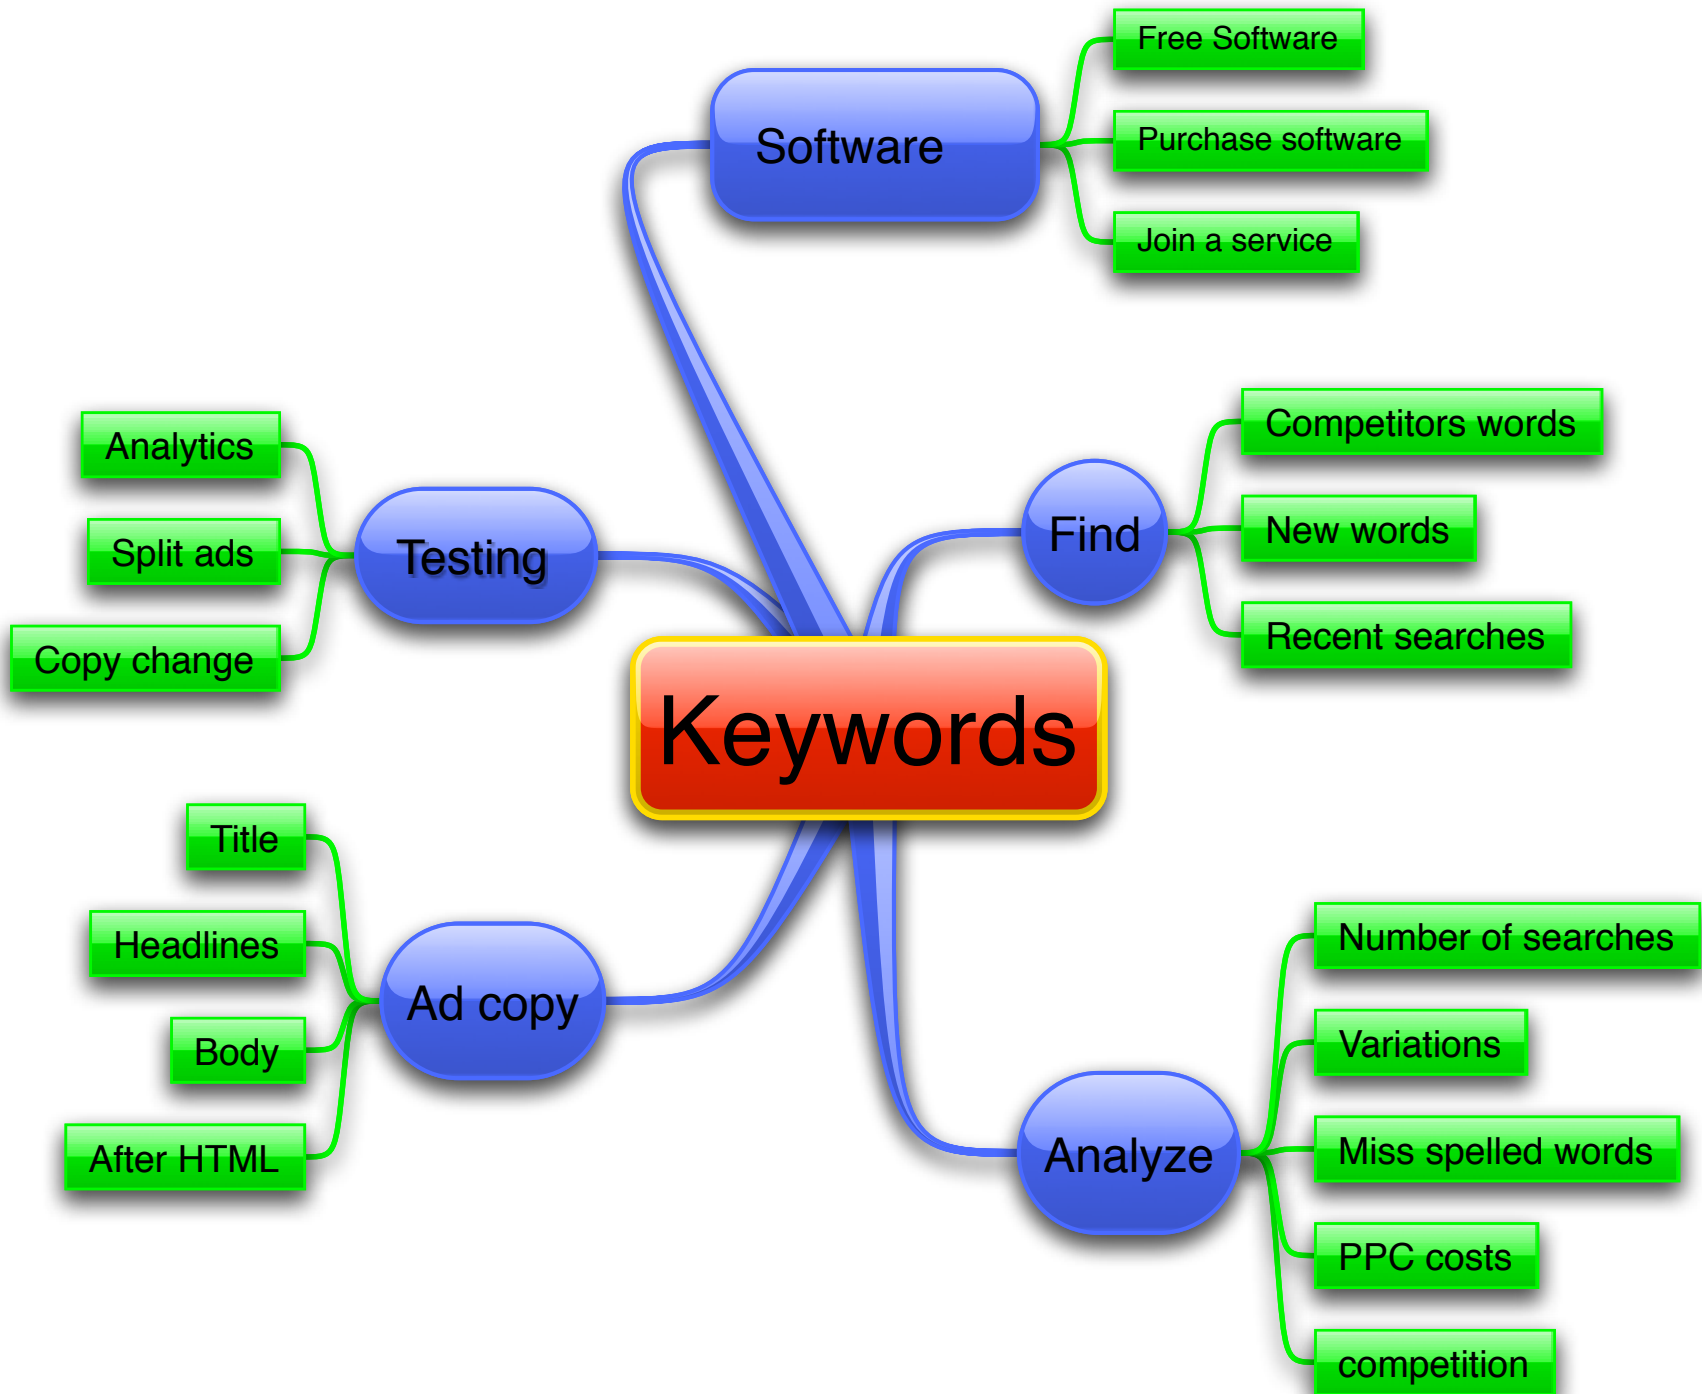 Keywords
Software
Free Software
Purchase software
Join a service
Find
Competitors words
New words
Recent searches
Analyze
Number of searches
Variations
Miss spelled words
PPC costs
competition
Testing
Analytics
Split ads
Copy change
Ad copy
Title
Headlines
Body
After HTML